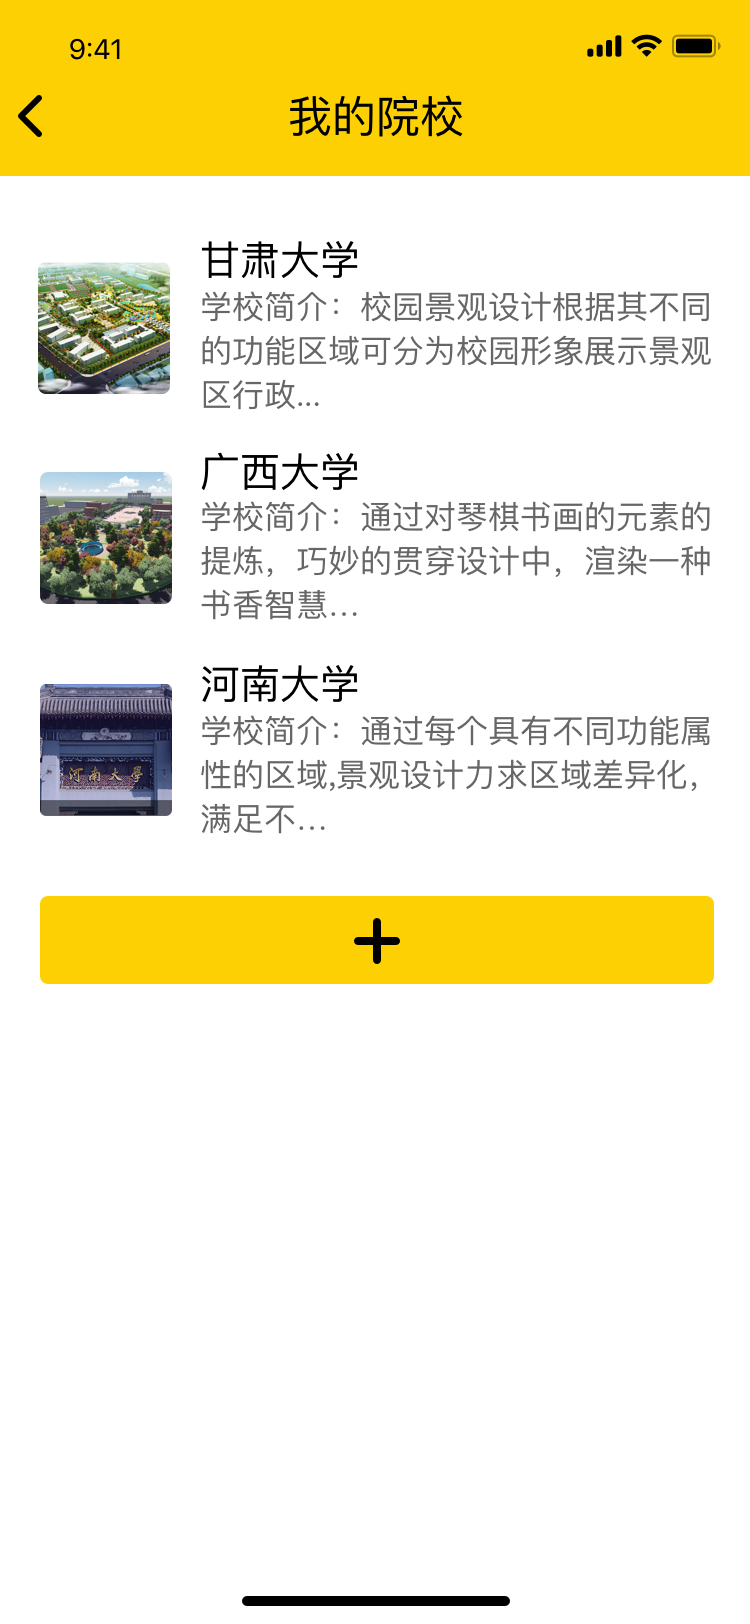 9:41
我的院校
甘肃大学
学校简介：校园景观设计根据其不同
的功能区域可分为校园形象展示景观
区行政...
广西大学
学校简介：通过对琴棋书画的元素的
提炼，巧妙的贯穿设计中，渲染一种
书香智慧...
河南大学
学校简介：通过每个具有不同功能属
性的区域,景观设计力求区域差异化，
满足不...
河南大學